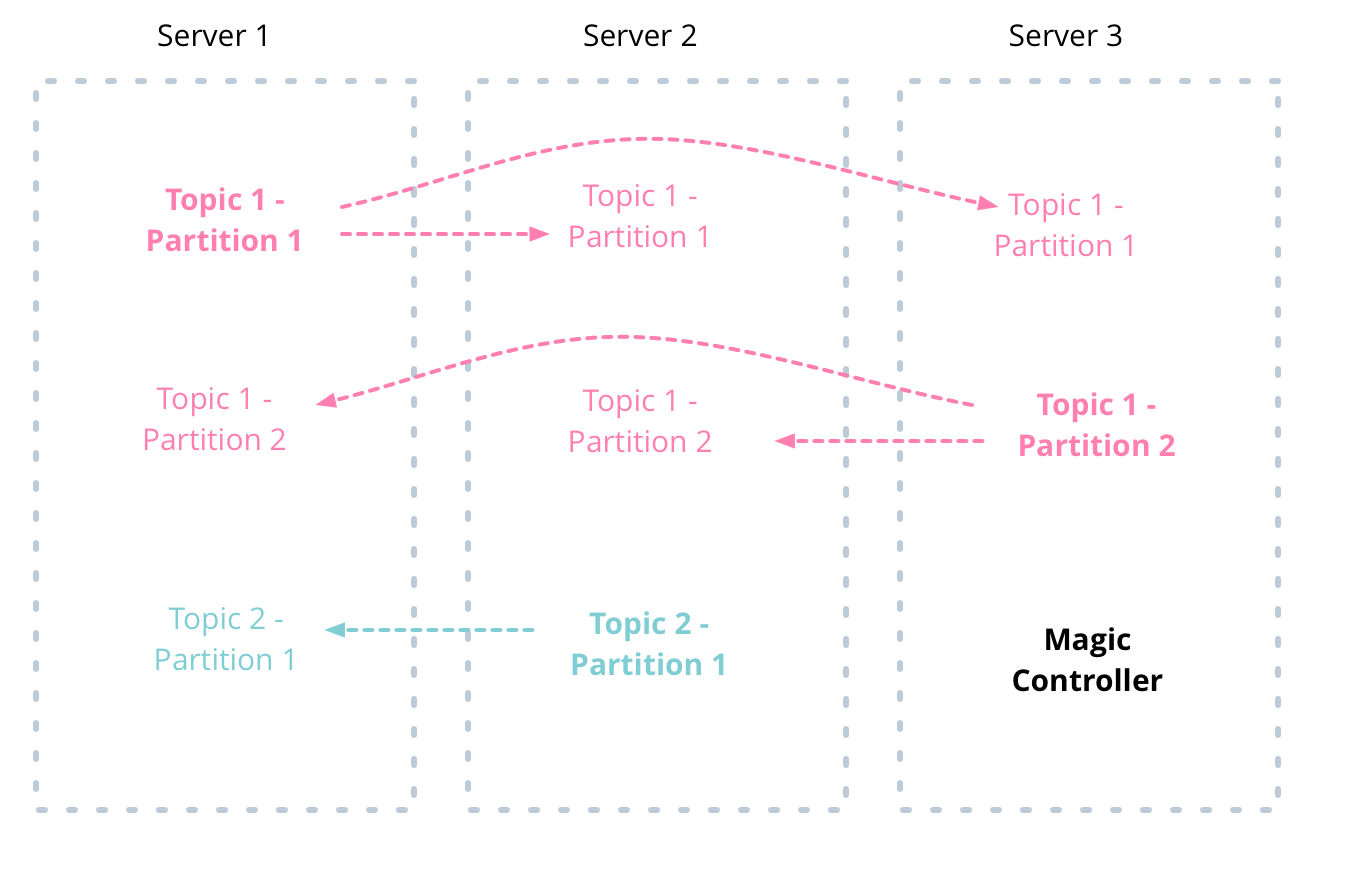 Server 1
Server 2
Server 3
Topic 1 -
Partition 1
Topic 1 -
Partition 1
Topic 1 -
Partition 1
Topic 1 -
Partition 2
Topic 1 -
Partition 2
Topic 1 -
Partition 2
Topic 2 -
Partition 1
Topic 2 -
Partition 1
Magic
Controller